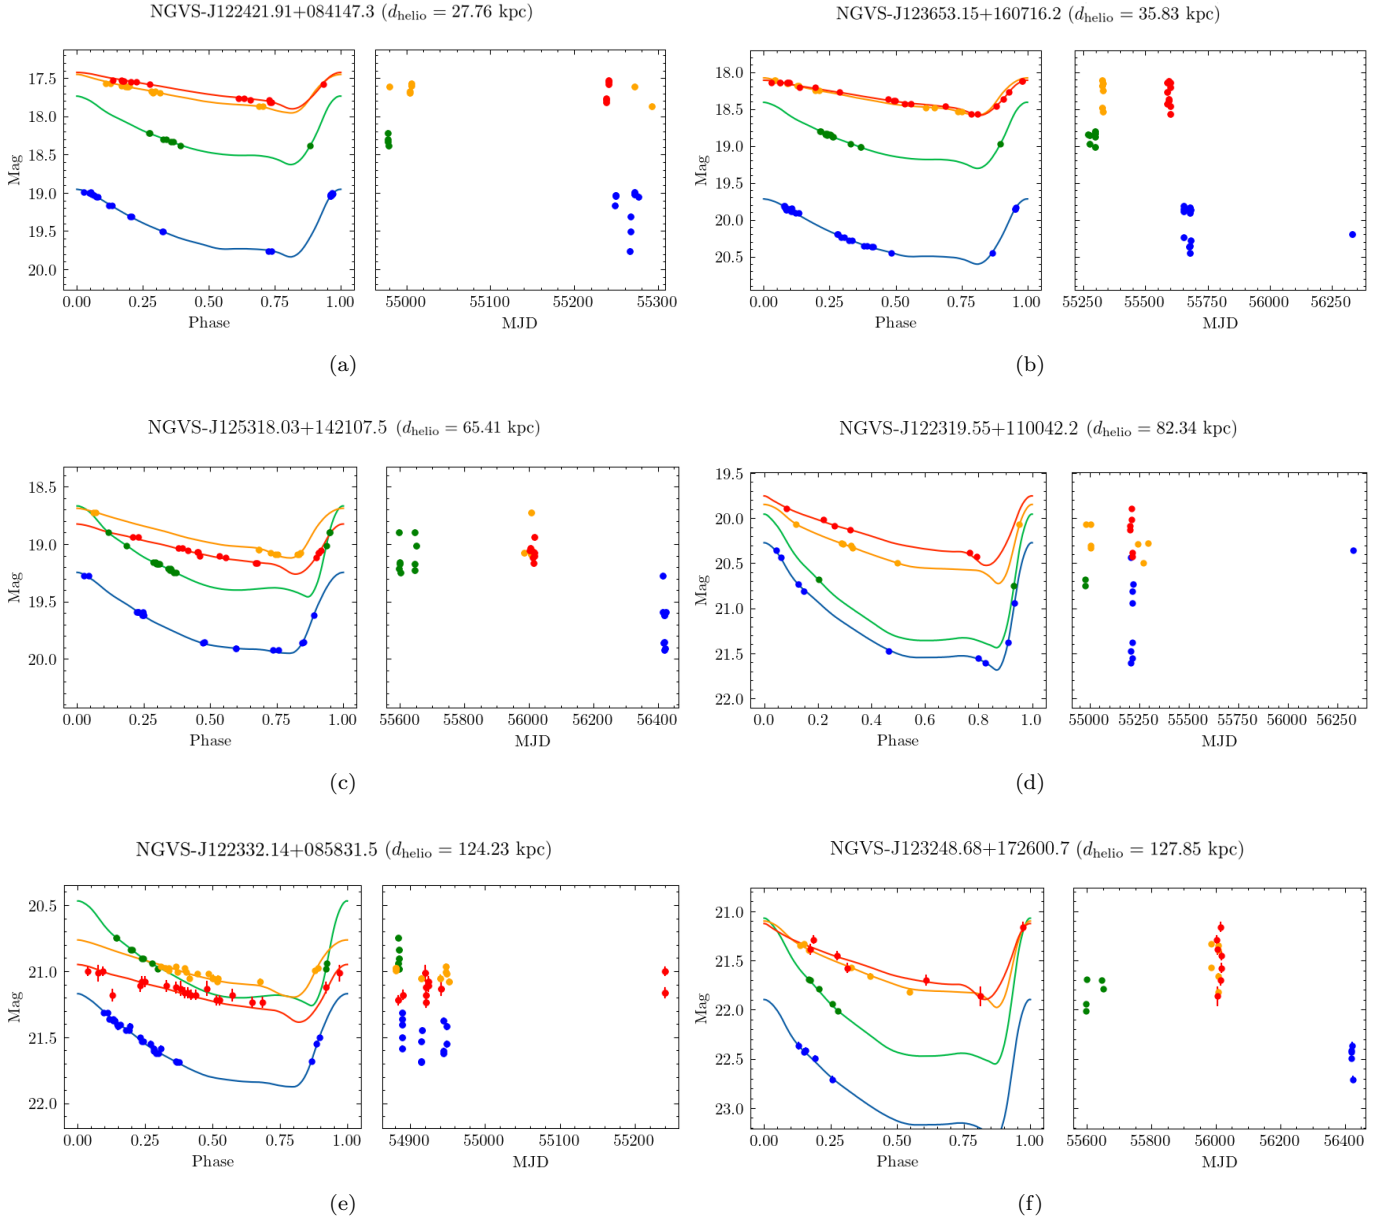 NGVS-J122421.91+084147.3 (d_helio = 27.76 kpc)
17.5
18.0
18.5
19.0
19.5
20.0
Mag
0.00 0.25 0.50 0.75 1.00
Phase
55000 55100 55200 55300
MJD
(a)
NGVS-J123653.15+160716.2 (d_helio = 35.83 kpc)
18.0
18.5
19.0
19.5
20.0
20.5
Mag
0.00 0.25 0.50 0.75 1.00
Phase
55250 55500 55750 56000 56250
MJD
(b)
NGVS-J125318.03+142107.5 (d_helio = 65.41 kpc)
18.5
19.0
19.5
20.0
Mag
0.00 0.25 0.50 0.75 1.00
Phase
55600 55800 56000 56200 56400
MJD
(c)
NGVS-J122319.55+110042.2 (d_helio = 82.34 kpc)
19.5
20.0
20.5
21.0
21.5
22.0
Mag
0.0 0.2 0.4 0.6 0.8 1.0
Phase
55000 55250 55500 55750 56000 56250
MJD
(d)
NGVS-J122332.14+085831.5 (d_helio = 124.23 kpc)
20.5
21.0
21.5
22.0
Mag
0.00 0.25 0.50 0.75 1.00
Phase
54900 55000 55100 55200
MJD
(e)
NGVS-J123248.68+172600.7 (d_helio = 127.85 kpc)
21.0
21.5
22.0
22.5
23.0
Mag
0.00 0.25 0.50 0.75 1.00
Phase
55600 55800 56000 56200 56400
MJD
(f)